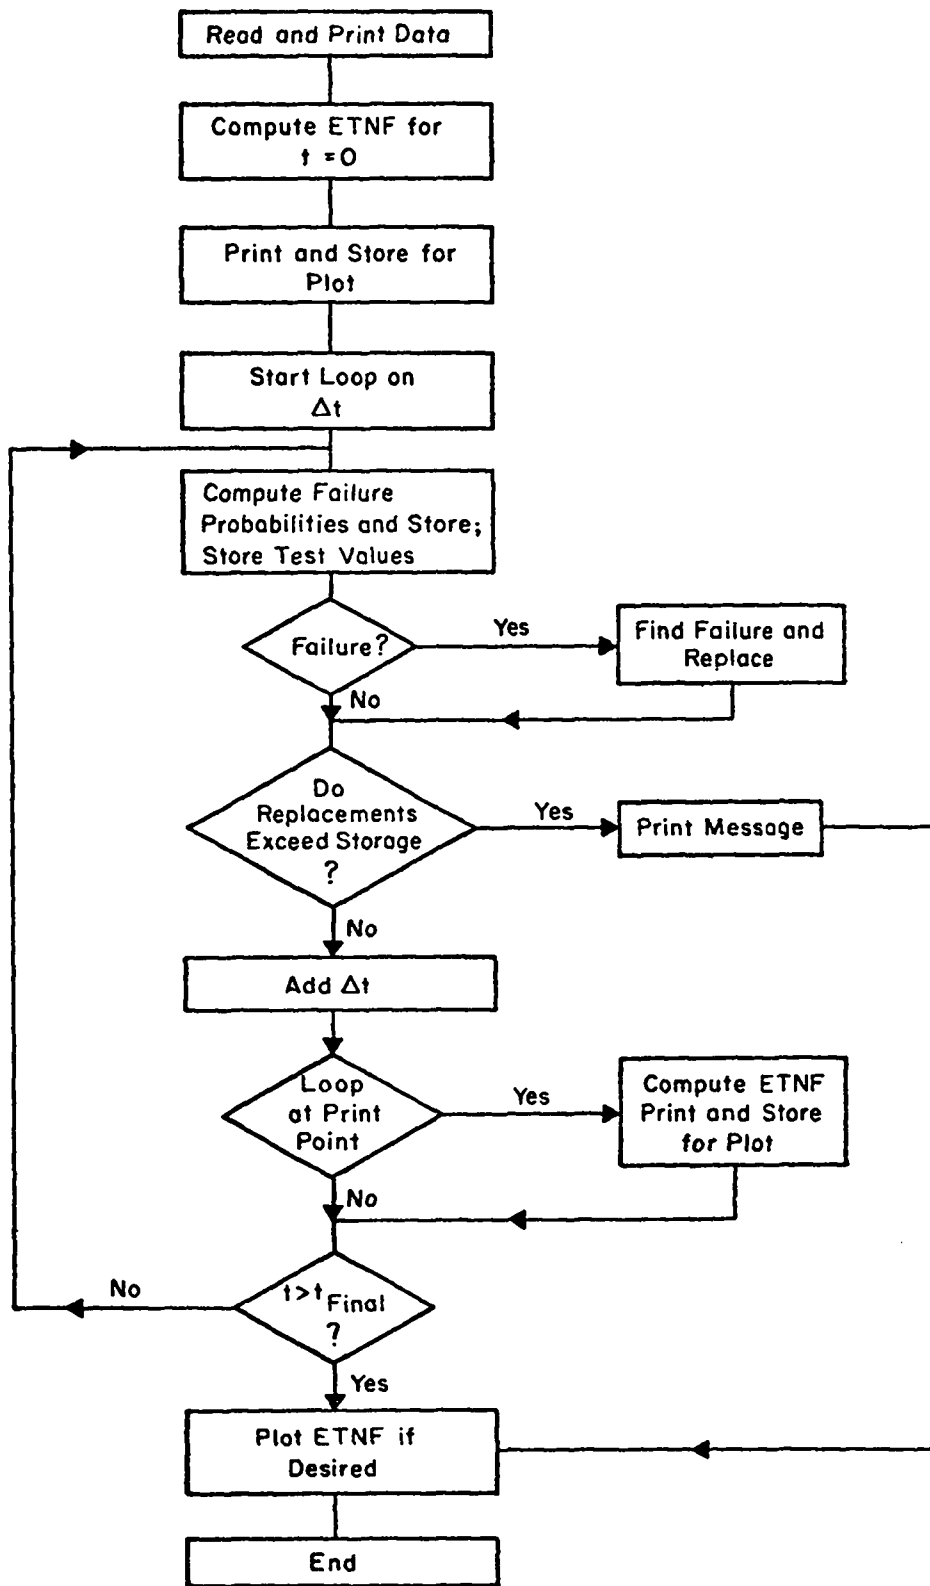 Read and Print Data
Compute ETNF for
t = 0
Print and Store for
Plot
Start Loop on
Δt
Compute Failure
Probabilities and Store;
Store Test Values
Failure?
Yes
Find Failure and
Replace
No
Do
Replacements
Exceed Storage
?
Yes
Print Message
No
Add Δt
Loop
at Print
Point
Yes
Compute ETNF
Print and Store
for Plot
No
t>t Final
?
No
Yes
Plot ETNF if
Desired
End